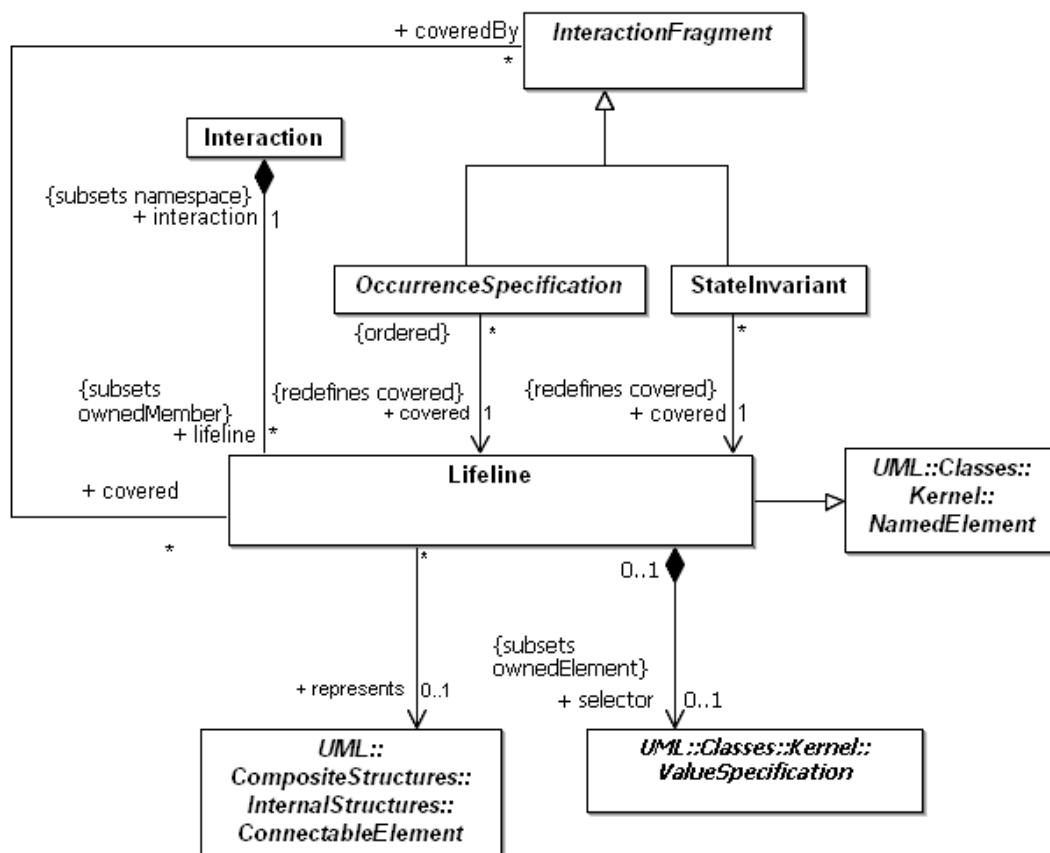 + coveredBy
*
InteractionFragment
Interaction
{subsets namespace}
+ interaction
1
OccurrenceSpecification
StateInvariant
{ordered}
*
*
{subsets
ownedMember}
+ lifeline
*
{redefines covered}
+ covered
1
{redefines covered}
+ covered
1
Lifeline
UML::Classes::
Kernel::
NamedElement
+ covered
*
*
0..1
{subsets
ownedElement}
+ represents
0..1
+ selector
0..1
UML::
CompositeStructures::
InternalStructures::
ConnectableElement
UML::Classes::Kernel::
ValueSpecification